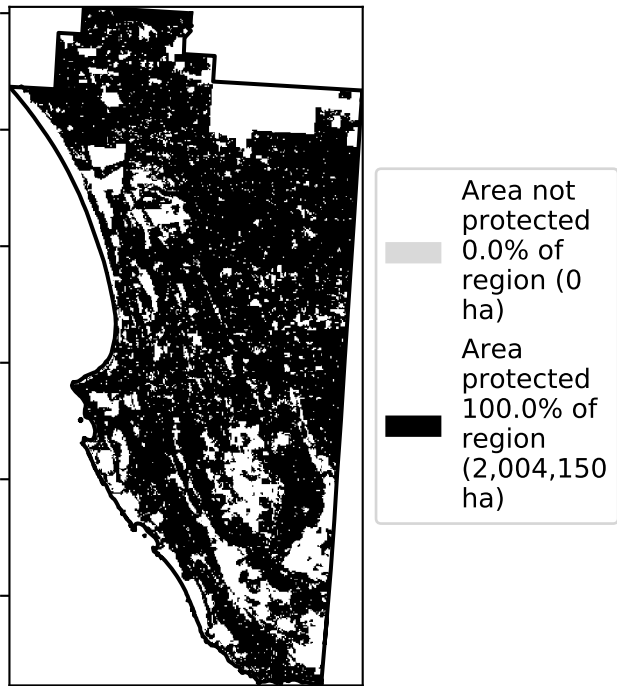 Area not
protected
0.0% of
region (0
ha)
Area
protected
100.0% of
region
(2,004,150
ha)